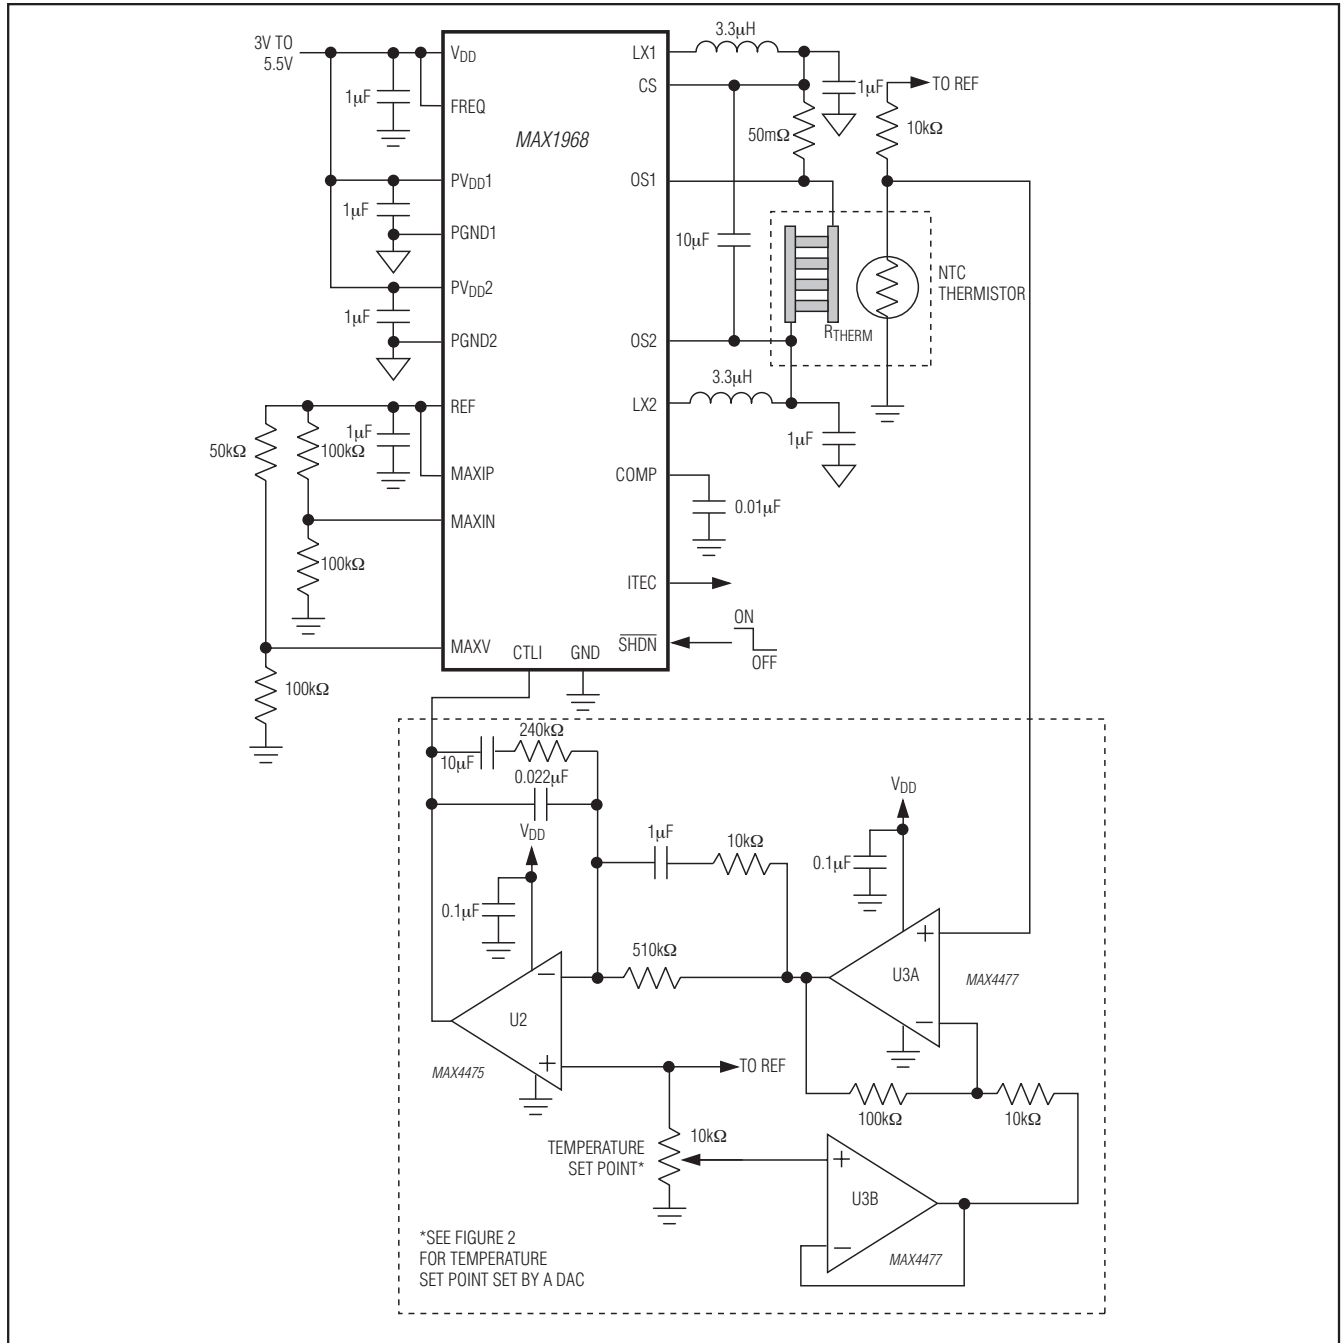 3V TO
5.5V
1µF
1µF
1µF
VDD
FREQ
PVDD1
PGND1
PVDD2
PGND2
REF
MAXIP
MAXIN
MAXV
CTLI
GND
MAX1968
LX1
CS
OS1
OS2
LX2
COMP
ITEC
SHDN
3.3µH
1µF
TO REF
10kΩ
50mΩ
10µF
NTC
THERMISTOR
RTHERM
3.3µH
1µF
0.01µF
ON
OFF
50kΩ
100kΩ
1µF
100kΩ
100kΩ
240kΩ
10µF
0.022µF
VDD
0.1µF
1µF
10kΩ
VDD
0.1µF
510kΩ
U3A
MAX4477
U2
MAX4475
+
−
−
+
TO REF
100kΩ
10kΩ
TEMPERATURE
SET POINT*
10kΩ
+
−
U3B
MAX4477
*SEE FIGURE 2
FOR TEMPERATURE
SET POINT SET BY A DAC